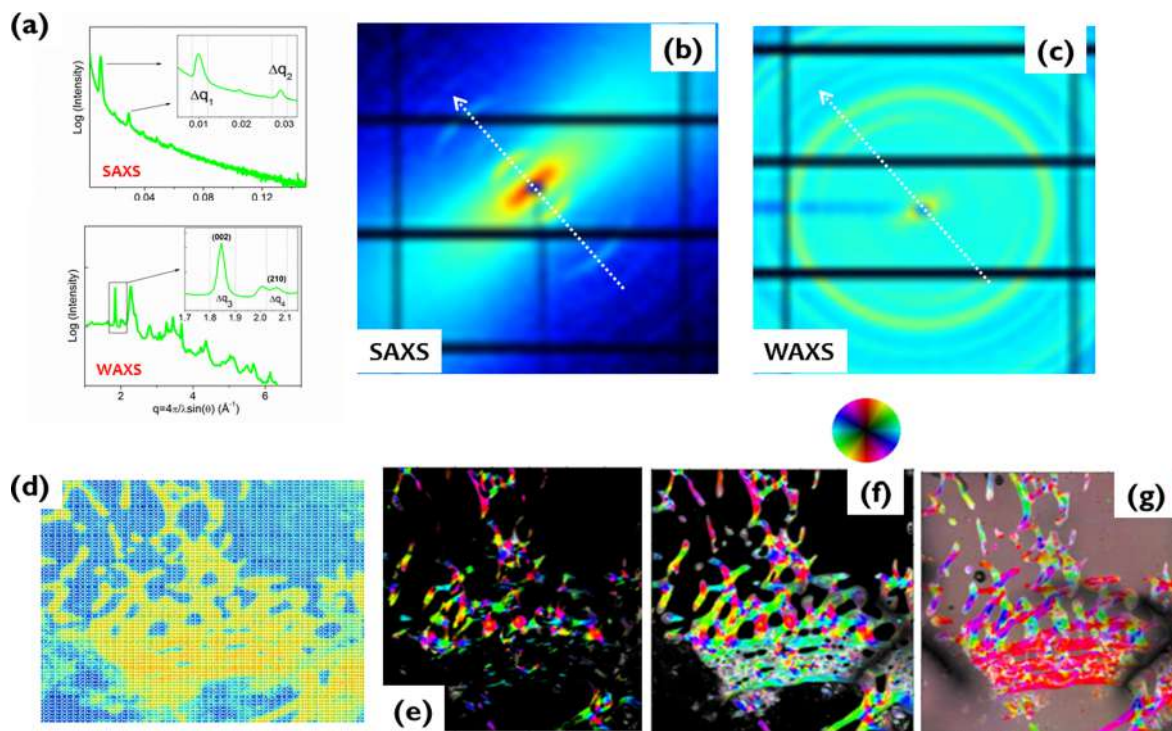 (a)
Log (Intensity)
Δq₁
Δq₂
0.01 0.02 0.03
SAXS
0.04 0.08 0.12
Log (Intensity)
(002)
(210)
Δq₃
Δq₄
1.7 1.8 1.9 2.0 2.1
WAXS
2 4 6
q=4π/λsin(θ) (Å⁻¹)
(b)
SAXS
(c)
WAXS
(d)
(e)
(f)
(g)